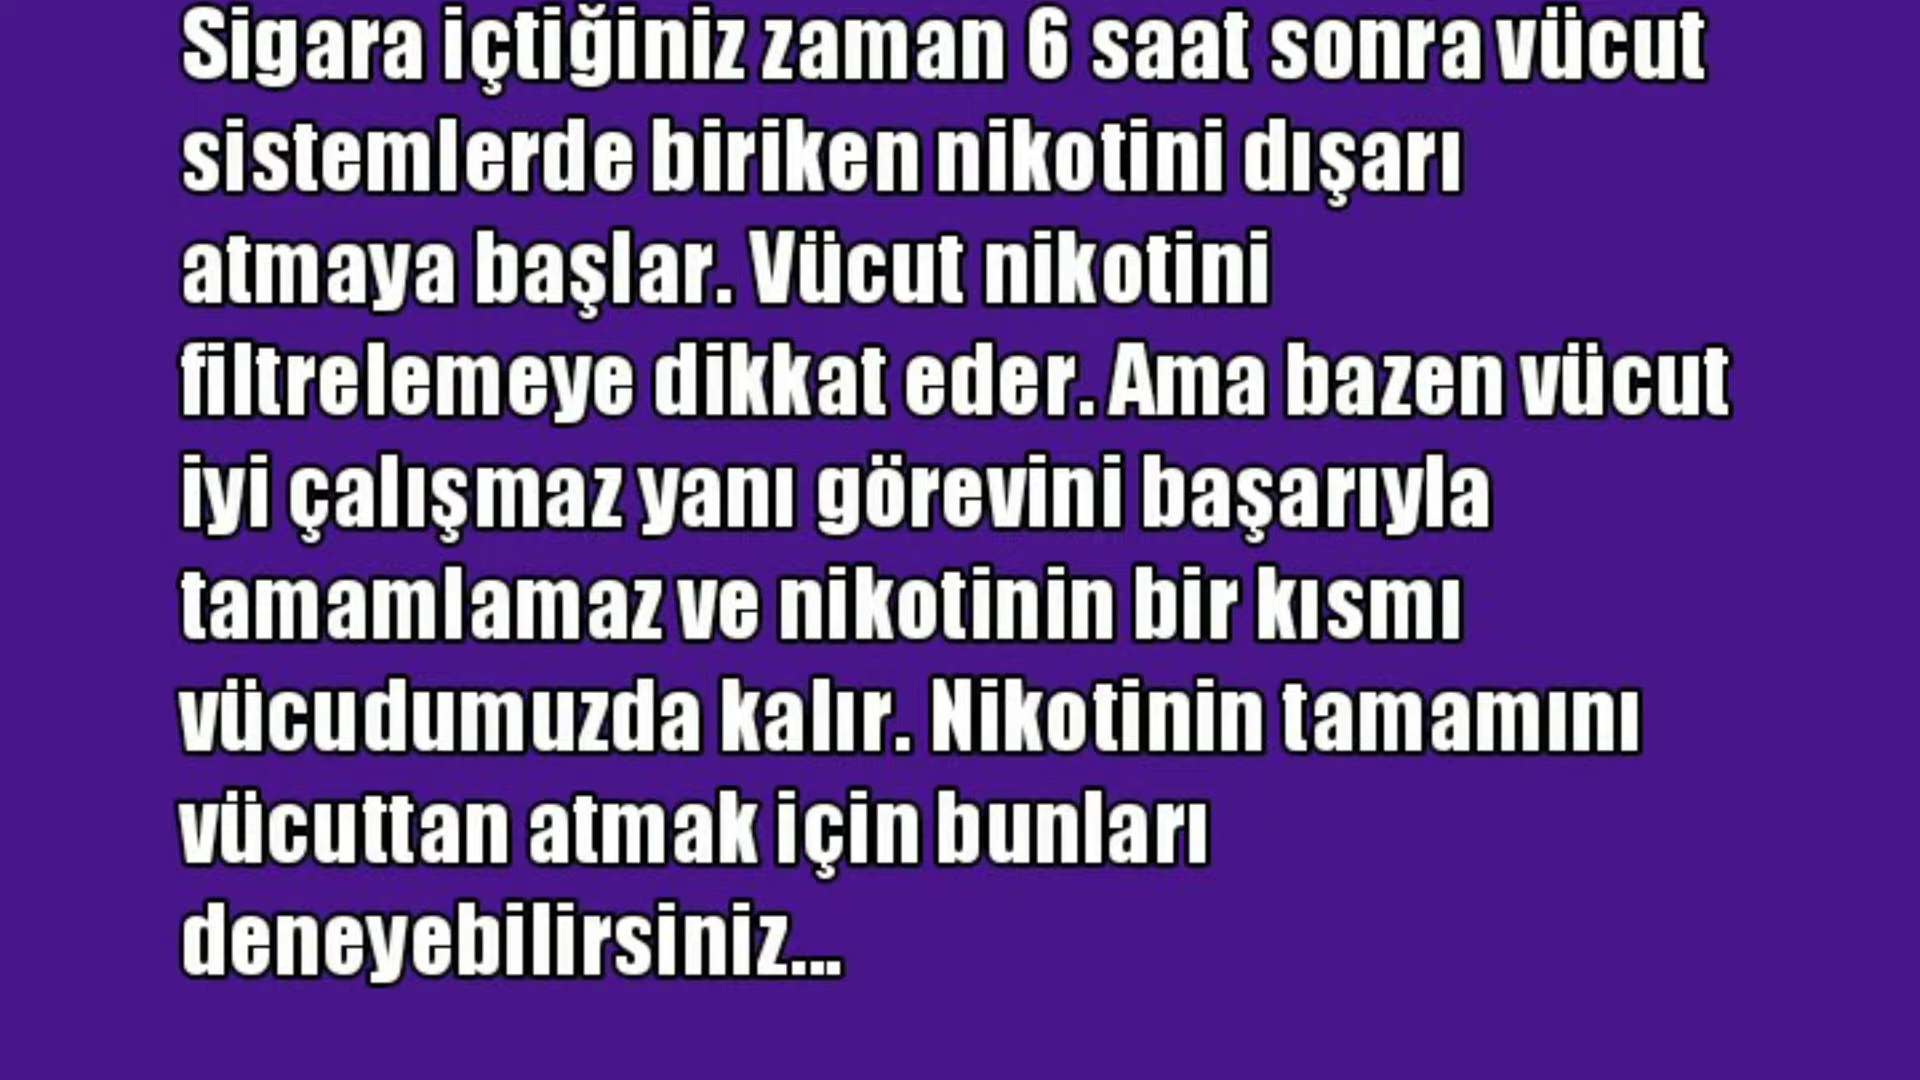 Sigara içtiğiniz zaman 6 saat sonra vücut
sistemlerde biriken nikotini dışarı
atmaya başlar. Vücut nikotini
filtrelemeye dikkat eder. Ama bazen vücut
iyi çalışmaz yanı görevini başarıyla
tamamlamaz ve nikotinin bir kısmı
vücudumuzda kalır. Nikotinin tamamını
vücuttan atmak için bunları
deneyebilirsiniz...